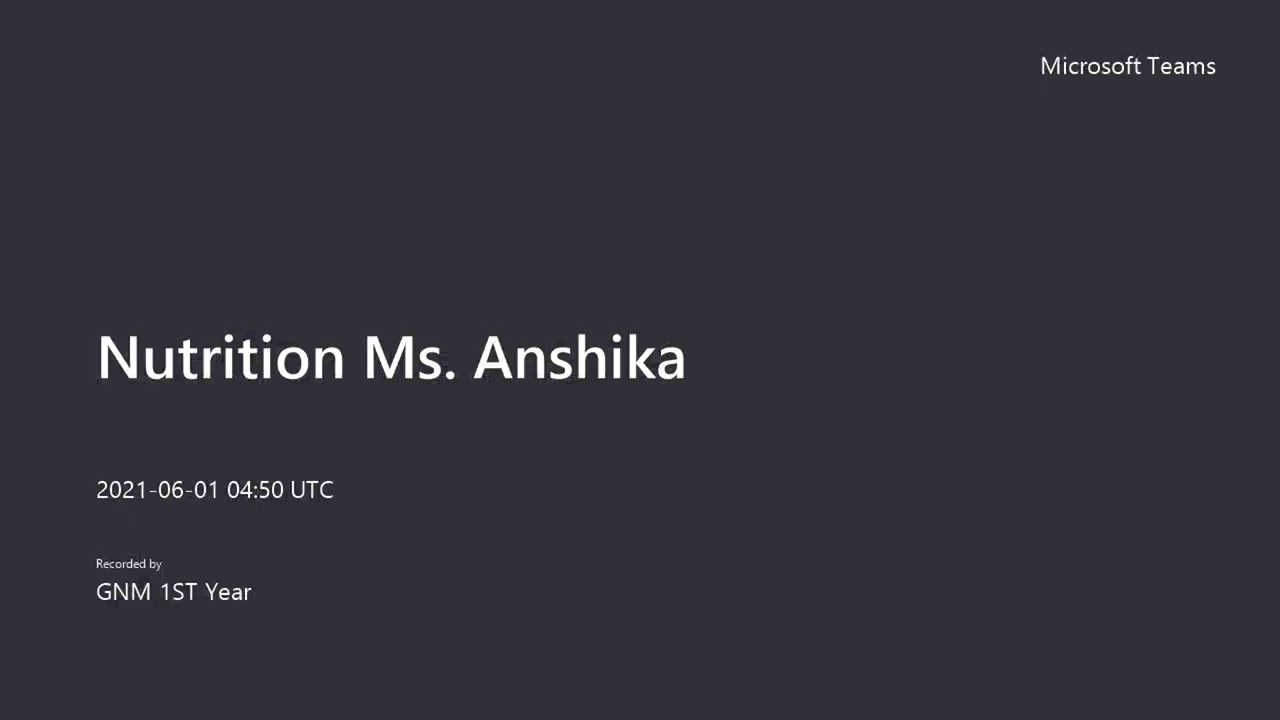 Microsoft Teams
Nutrition Ms. Anshika
2021-06-01 04:50 UTC
Recorded by
GNM 1ST Year